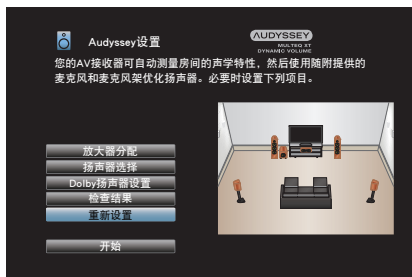 Audyssey设置
AUDYSSEY
MULTEQ XT
DYNAMIC VOLUME
您的AV接收器可自动测量房间的声学特性，然后使用随附提供的
麦克风和麦克风架优化扬声器。必要时设置下列项目。
放大器分配
扬声器选择
Dolby扬声器设置
检查结果
重新设置
开始